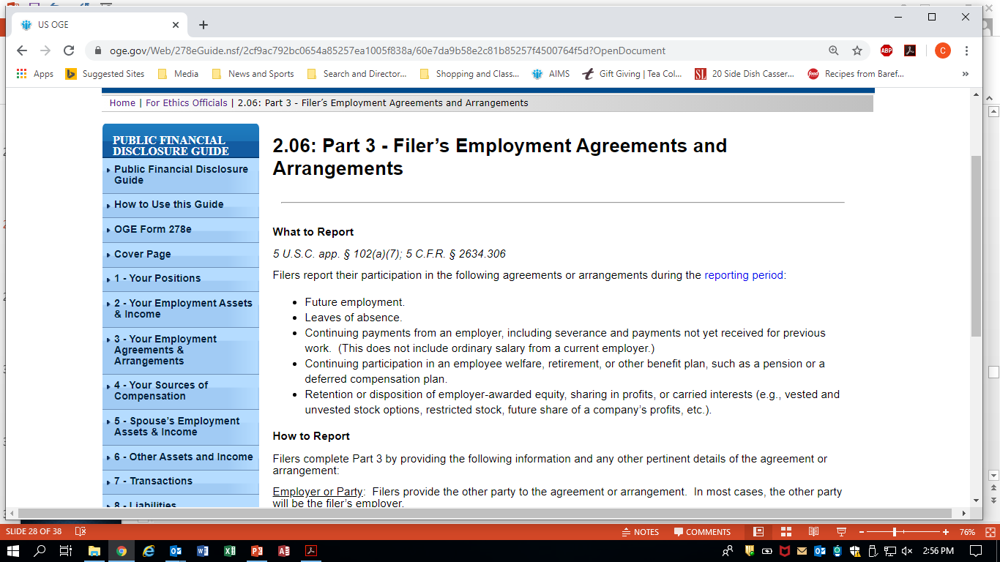 US OGE
oge.gov/Web/278eGuide.nsf/2cf9ac792bc0654a85257ea1005f838a/60e7da9b58e2c81b85257f4500764f5d?OpenDocument
ABP
C
Apps
Suggested Sites
Media
News and Sports
Search and Director...
Shopping and Class...
AIMS
Gift Giving | Tea Col...
SL
20 Side Dish Casser...
food
Recipes from Baref...
»
Home | For Ethics Officials | 2.06: Part 3 - Filer's Employment Agreements and Arrangements
PUBLIC FINANCIAL
DISCLOSURE GUIDE
Public Financial Disclosure
Guide
How to Use this Guide
OGE Form 278e
Cover Page
1 - Your Positions
2 - Your Employment Assets
& Income
3 - Your Employment
Agreements &
Arrangements
4 - Your Sources of
Compensation
5 - Spouse's Employment
Assets & Income
6 - Other Assets and Income
7 - Transactions
8 - Liabilities
2.06: Part 3 - Filer’s Employment Agreements and
Arrangements
What to Report
5 U.S.C. app. § 102(a)(7); 5 C.F.R. § 2634.306
Filers report their participation in the following agreements or arrangements during the reporting period:
• Future employment.
• Leaves of absence.
• Continuing payments from an employer, including severance and payments not yet received for previous
work.  (This does not include ordinary salary from a current employer.)
• Continuing participation in an employee welfare, retirement, or other benefit plan, such as a pension or a
deferred compensation plan.
• Retention or disposition of employer-awarded equity, sharing in profits, or carried interests (e.g., vested and
unvested stock options, restricted stock, future share of a company’s profits, etc.).
How to Report
Filers complete Part 3 by providing the following information and any other pertinent details of the agreement or
arrangement:
Employer or Party:  Filers provide the other party to the agreement or arrangement.  In most cases, the other party
will be the filer’s employer.
SLIDE 28 OF 38
NOTES
COMMENTS
76%
2:56 PM